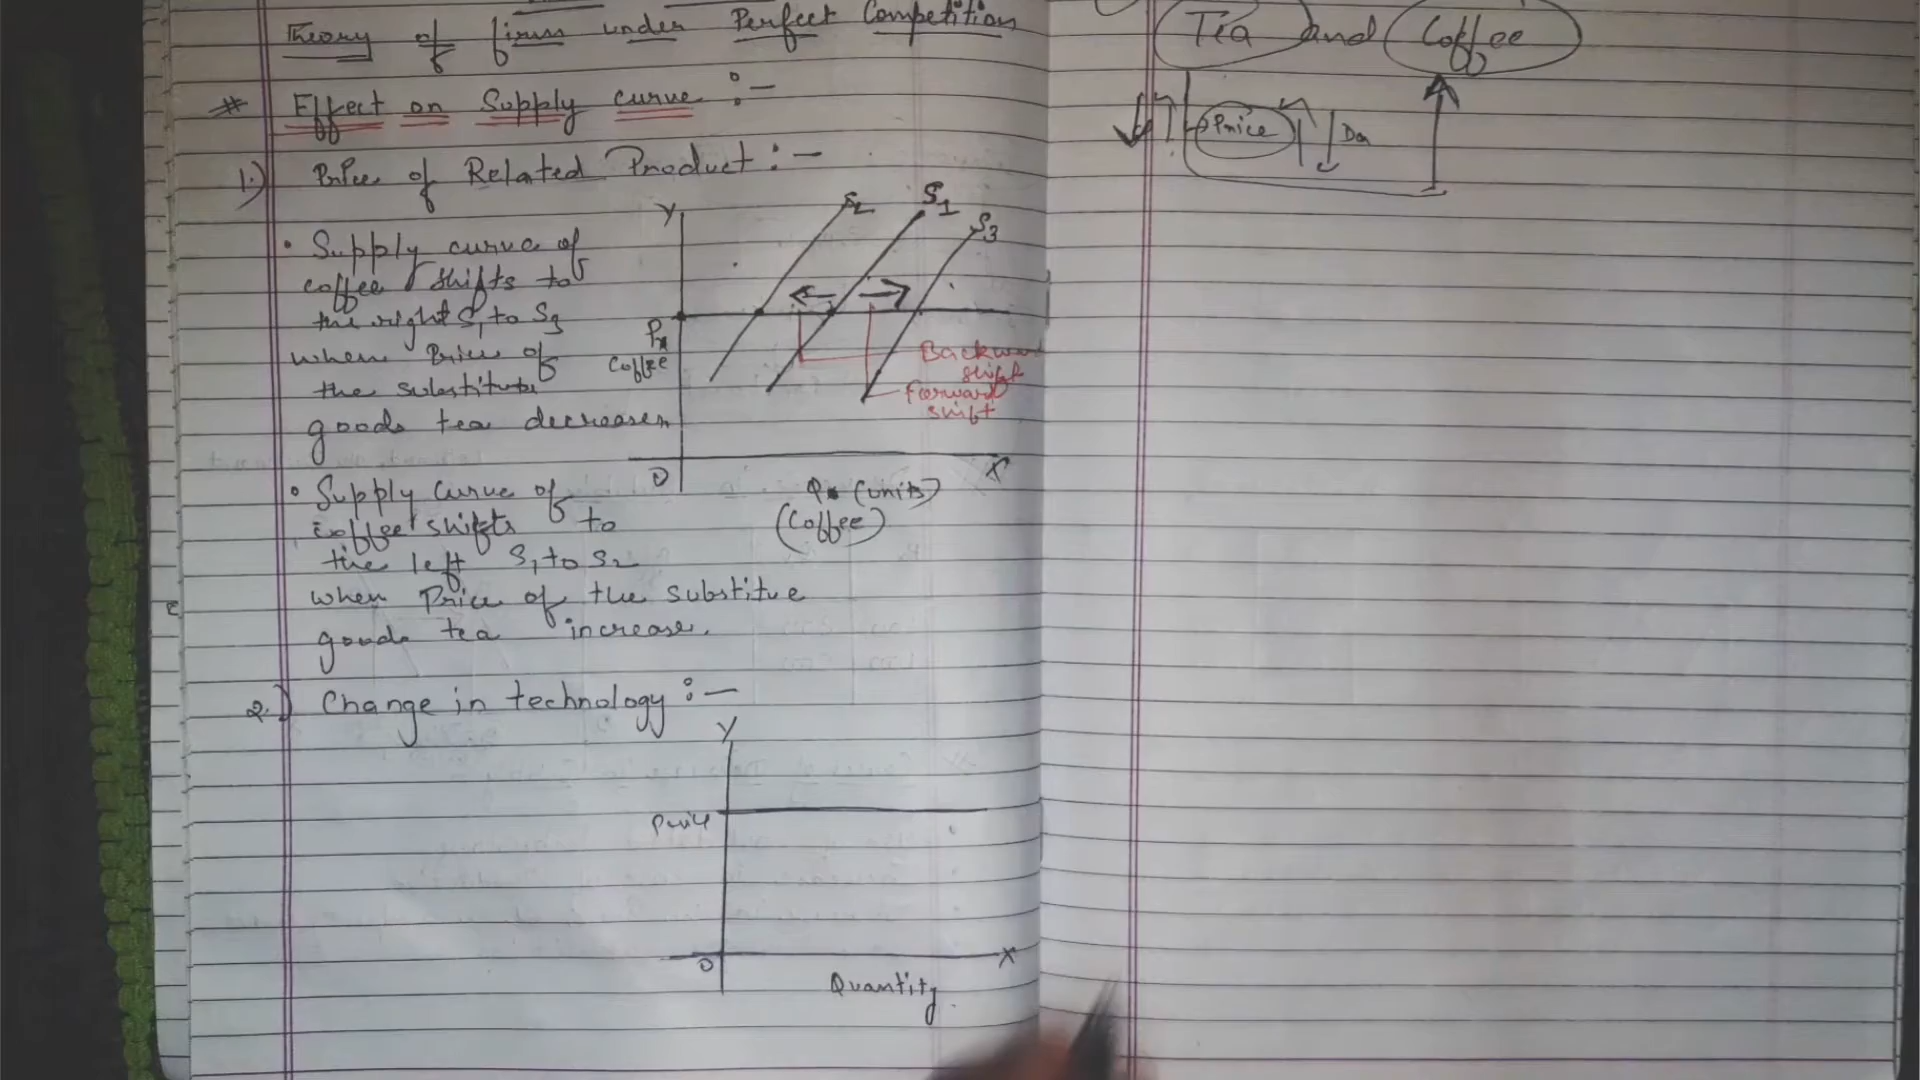 Theory of firms under Perfect Competition
# Effect on Supply curve :-
1.) Price of Related Product :-
• Supply curve of
coffee shifts to
the right S1 to S3
when Price of
the substitute
goods tea decreases
Y
S2
S1
S3
Px
Coffee
Backward
shift
forward
shift
O
X
Qx (units)
(Coffee)
• Supply curve of
coffee shifts to
the left S1 to S2
when Price of the substitue
goods tea increase.
2.) Change in technology :-
Y
Price
O
X
Quantity
Tea and Coffee
Price